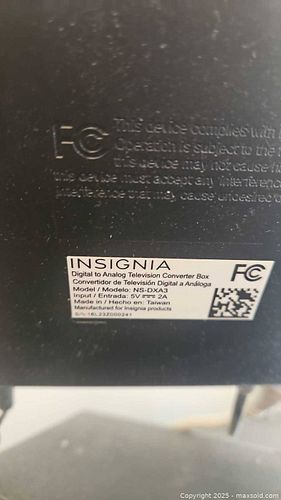 FC This device complies with
Operation is subject to the
this device may not cause
this device must accept any interference
interference that may cause undesired
INSIGNIA
FC
Digital to Analog Television Converter Box
Convertidor de Televisión Digital a Análoga
Model / Modelo: NS-DXA3
Input / Entrada: 5V 2A
Made in / Hecho en: Taiwan
Manufactured for Insignia products
Copyright © 2025 - maxsold.com